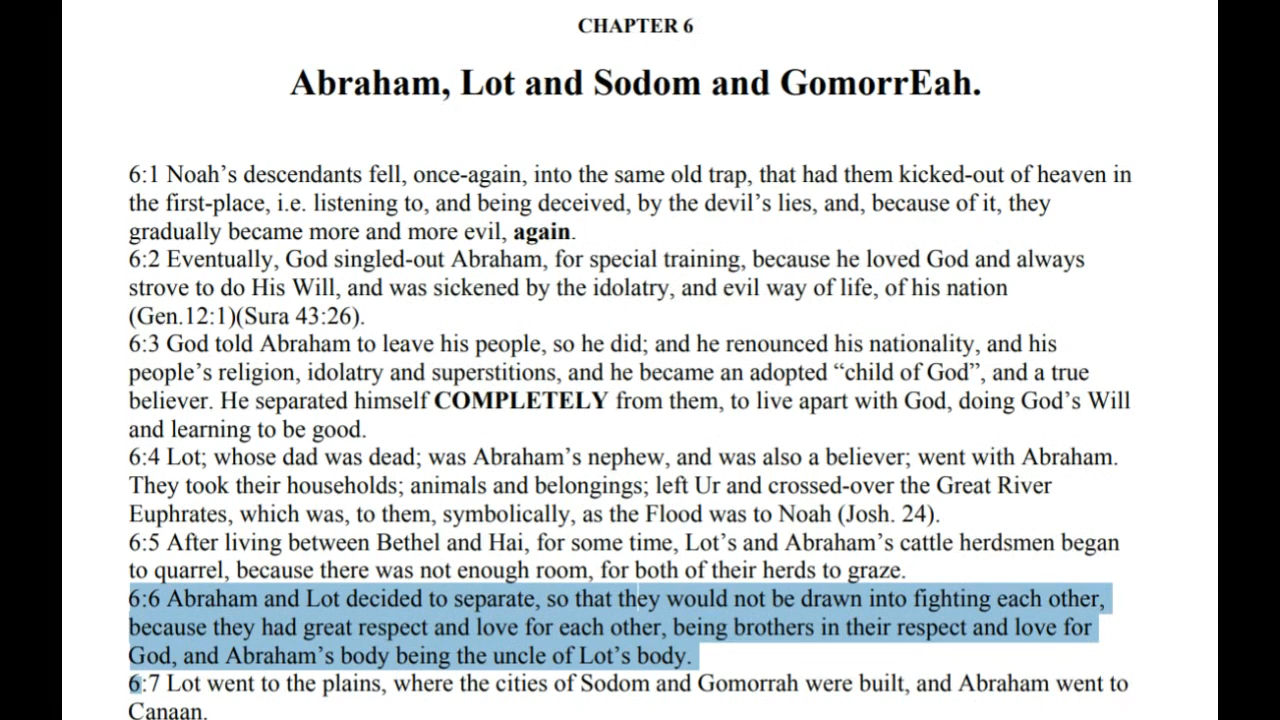 CHAPTER 6
Abraham, Lot and Sodom and GomorrEah.
6:1 Noah’s descendants fell, once-again, into the same old trap, that had them kicked-out of heaven in
the first-place, i.e. listening to, and being deceived, by the devil’s lies, and, because of it, they
gradually became more and more evil, again.
6:2 Eventually, God singled-out Abraham, for special training, because he loved God and always
strove to do His Will, and was sickened by the idolatry, and evil way of life, of his nation
(Gen.12:1)(Sura 43:26).
6:3 God told Abraham to leave his people, so he did; and he renounced his nationality, and his
people’s religion, idolatry and superstitions, and he became an adopted “child of God”, and a true
believer. He separated himself COMPLETELY from them, to live apart with God, doing God’s Will
and learning to be good.
6:4 Lot; whose dad was dead; was Abraham’s nephew, and was also a believer; went with Abraham.
They took their households; animals and belongings; left Ur and crossed-over the Great River
Euphrates, which was, to them, symbolically, as the Flood was to Noah (Josh. 24).
6:5 After living between Bethel and Hai, for some time, Lot’s and Abraham’s cattle herdsmen began
to quarrel, because there was not enough room, for both of their herds to graze.
6:6 Abraham and Lot decided to separate, so that they would not be drawn into fighting each other,
because they had great respect and love for each other, being brothers in their respect and love for
God, and Abraham’s body being the uncle of Lot’s body.
6:7 Lot went to the plains, where the cities of Sodom and Gomorrah were built, and Abraham went to
Canaan.